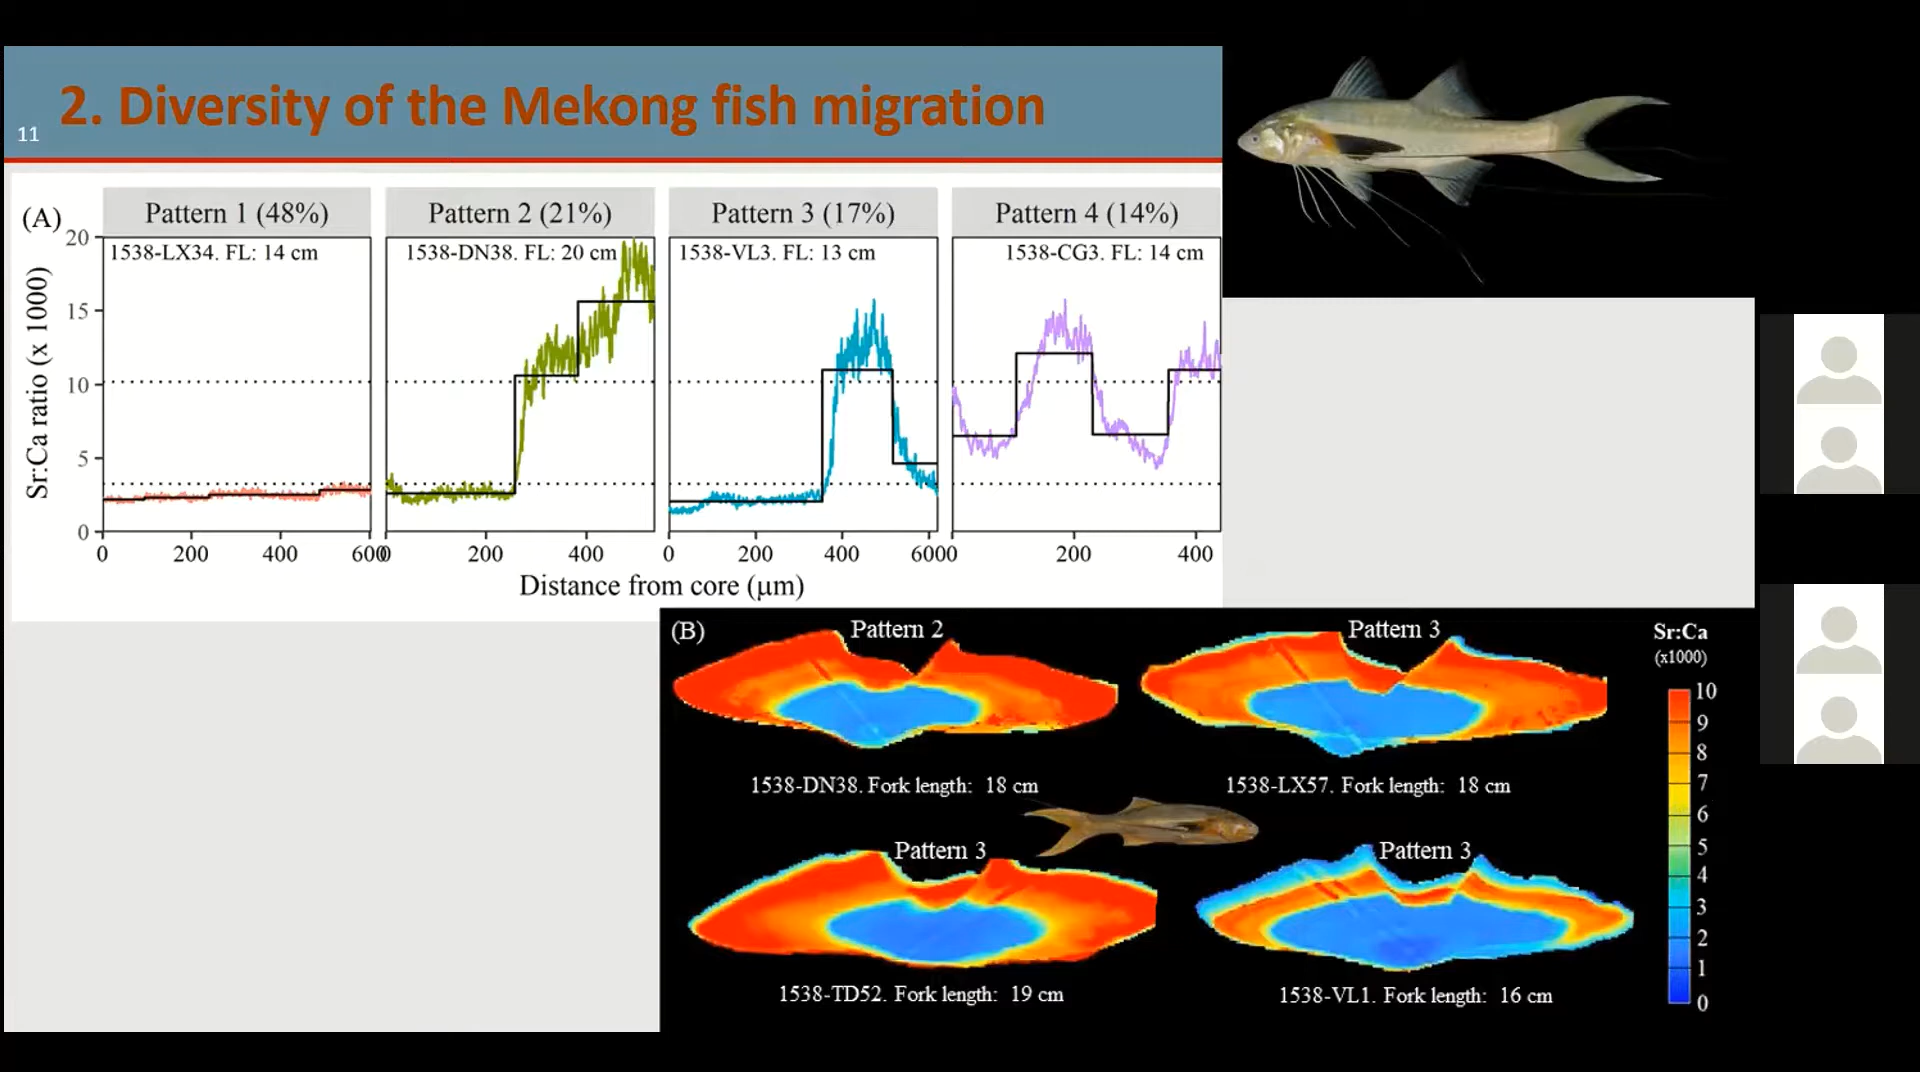 2. Diversity of the Mekong fish migration
11
(A)
Pattern 1 (48%)
Pattern 2 (21%)
Pattern 3 (17%)
Pattern 4 (14%)
1538-LX34. FL: 14 cm
1538-DN38. FL: 20 cm
1538-VL3. FL: 13 cm
1538-CG3. FL: 14 cm
Sr:Ca ratio (x 1000)
20
15
10
5
0
0 200 400 600
0 200 400
0 200 400 600
0 200 400
Distance from core (µm)
(B)
Pattern 2
Pattern 3
1538-DN38. Fork length: 18 cm
1538-LX57. Fork length: 18 cm
Pattern 3
Pattern 3
1538-TD52. Fork length: 19 cm
1538-VL1. Fork length: 16 cm
Sr:Ca
(x1000)
10
9
8
7
6
5
4
3
2
1
0